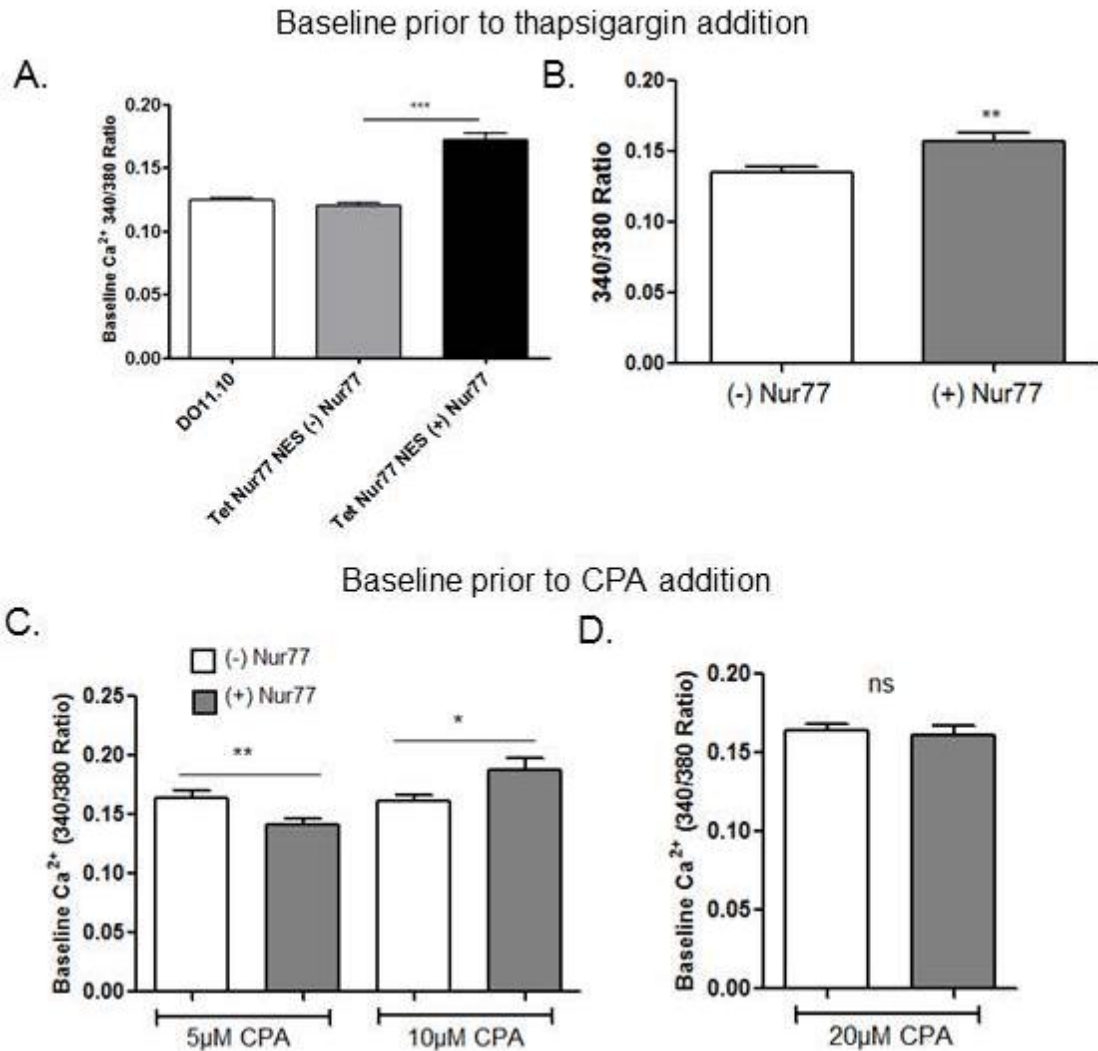 Baseline prior to thapsigargin addition
A.
Baseline Ca²⁺ 340/380 Ratio
0.20
0.15
0.10
0.05
0.00
***
DO11.10
Tet Nur77 NES (-) Nur77
Tet Nur77 NES (+) Nur77
B.
340/380 Ratio
0.20
0.15
0.10
0.05
0.00
**
(-) Nur77
(+) Nur77
Baseline prior to CPA addition
C.
(-) Nur77
(+) Nur77
Baseline Ca²⁺ (340/380 Ratio)
0.25
0.20
0.15
0.10
0.05
0.00
**
*
5µM CPA
10µM CPA
D.
Baseline Ca²⁺ (340/380 Ratio)
0.20
0.15
0.10
0.05
0.00
ns
20µM CPA